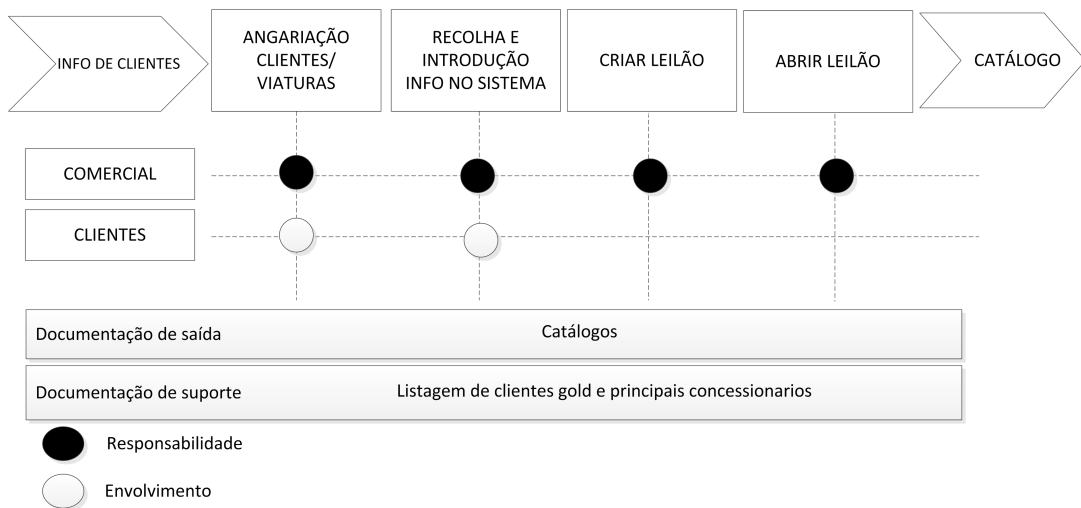 INFO DE CLIENTES
ANGARIAÇÃO
CLIENTES/
VIATURAS
RECOLHA E
INTRODUÇÃO
INFO NO SISTEMA
CRIAR LEILÃO
ABRIR LEILÃO
CATÁLOGO
COMERCIAL
CLIENTES
Documentação de saída
Catálogos
Documentação de suporte
Listagem de clientes gold e principais concessionarios
Responsabilidade
Envolvimento